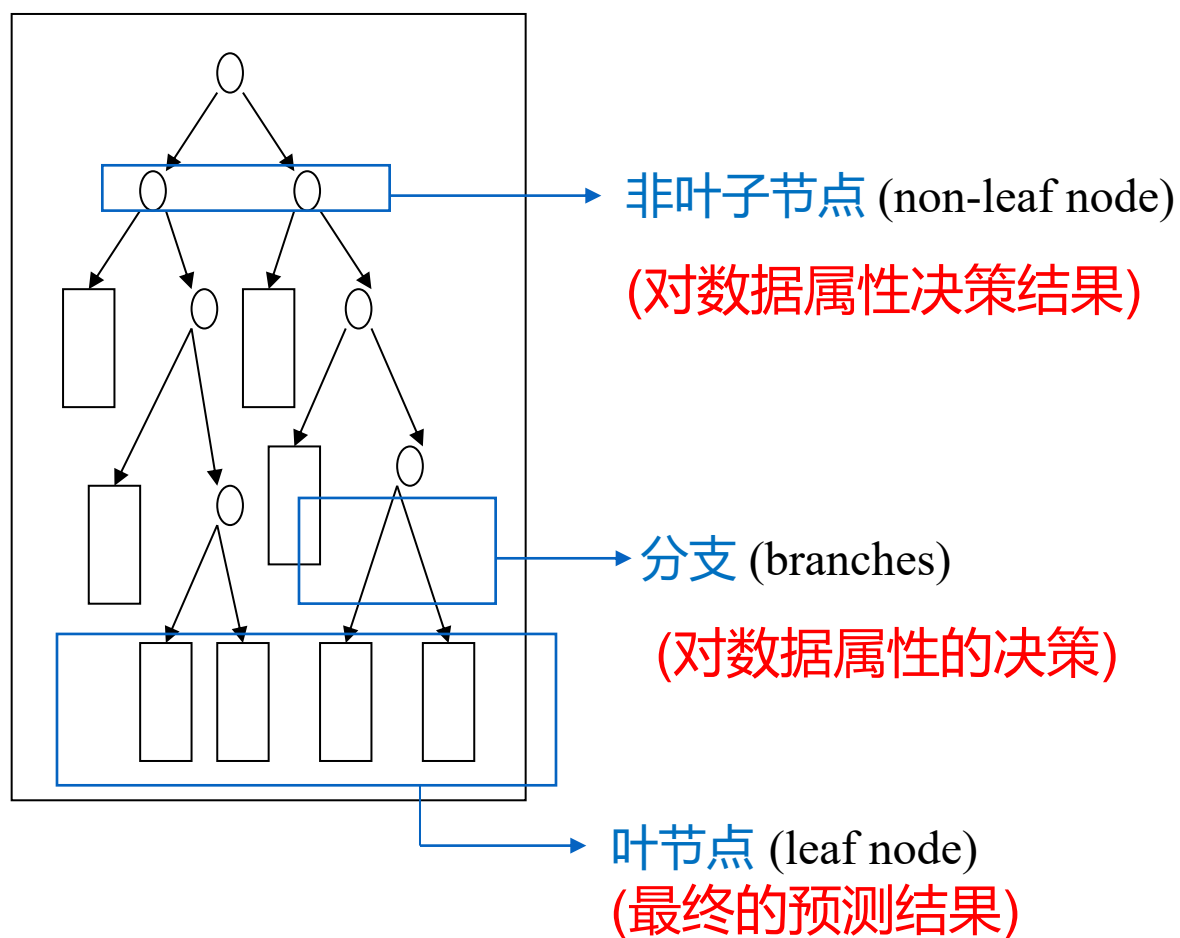 非叶子节点 (non-leaf node)
(对数据属性决策结果)
分支 (branches)
(对数据属性的决策)
叶节点 (leaf node)
(最终的预测结果)